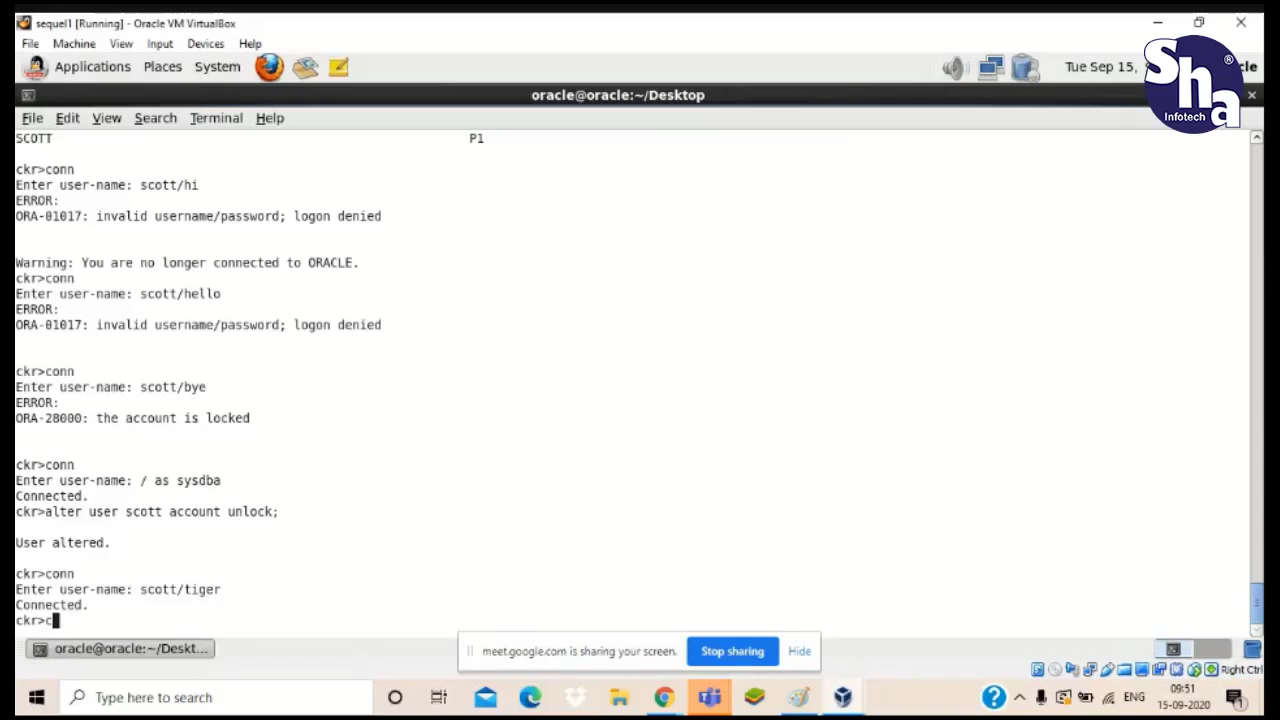 sequel1 [Running] - Oracle VM VirtualBox
File Machine View Input Devices Help
Applications Places System
Tue Sep 15,
cle
Sha
®
Infotech
oracle@oracle:~/Desktop
File Edit View Search Terminal Help
SCOTT P1
ckr>conn
Enter user-name: scott/hi
ERROR:
ORA-01017: invalid username/password; logon denied
Warning: You are no longer connected to ORACLE.
ckr>conn
Enter user-name: scott/hello
ERROR:
ORA-01017: invalid username/password; logon denied
ckr>conn
Enter user-name: scott/bye
ERROR:
ORA-28000: the account is locked
ckr>conn
Enter user-name: / as sysdba
Connected.
ckr>alter user scott account unlock;
User altered.
ckr>conn
Enter user-name: scott/tiger
Connected.
ckr>c
oracle@oracle:~/Deskt...
meet.google.com is sharing your screen. Stop sharing Hide
Right Ctrl
Type here to search
ENG
09:51
15-09-2020
1